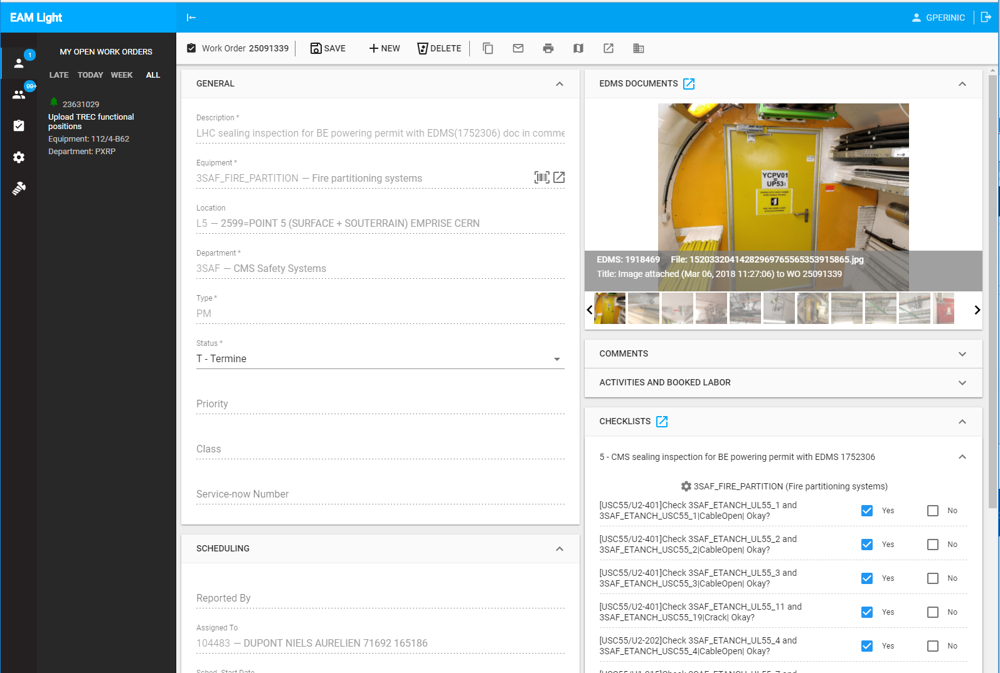 EAM Light
GPERINIC
1
99+
MY OPEN WORK ORDERS
LATE TODAY WEEK ALL
23631029
Upload TREC functional
positions
Equipment: 112/4-B62
Department: PXRP
Work Order 25091339
SAVE
NEW
DELETE
GENERAL
Description *
LHC sealing inspection for BE powering permit with EDMS(1752306) doc in comme
Equipment *
3SAF_FIRE_PARTITION — Fire partitioning systems
Location
L5 — 2599=POINT 5 (SURFACE + SOUTERRAIN) EMPRISE CERN
Department *
3SAF — CMS Safety Systems
Type *
PM
Status *
T - Termine
Priority
Class
Service-now Number
SCHEDULING
Reported By
Assigned To
104483 — DUPONT NIELS AURELIEN 71692 165186
Sched. Start Date
EDMS DOCUMENTS
YCPV01
=
UP53
EDMS: 1918469 File: 15203320414282969765565353915865.jpg
Title: Image attached (Mar 06, 2018 11:27:06) to WO 25091339
COMMENTS
ACTIVITIES AND BOOKED LABOR
CHECKLISTS
5 - CMS sealing inspection for BE powering permit with EDMS 1752306
3SAF_FIRE_PARTITION (Fire partitioning systems)
[USC55/U2-401]Check 3SAF_ETANCH_UL55_1 and
3SAF_ETANCH_USC55_1|CableOpen| Okay?
Yes No
[USC55/U2-401]Check 3SAF_ETANCH_UL55_2 and
3SAF_ETANCH_USC55_2|CableOpen| Okay?
Yes No
[USC55/U2-401]Check 3SAF_ETANCH_UL55_3 and
3SAF_ETANCH_USC55_3|CableOpen| Okay?
Yes No
[USC55/U2-401]Check 3SAF_ETANCH_UL55_11 and
3SAF_ETANCH_USC55_19|Crack| Okay?
Yes No
[USC55/U2-202]Check 3SAF_ETANCH_UL55_4 and
3SAF_ETANCH_USC55_4|CableOpen| Okay?
Yes No